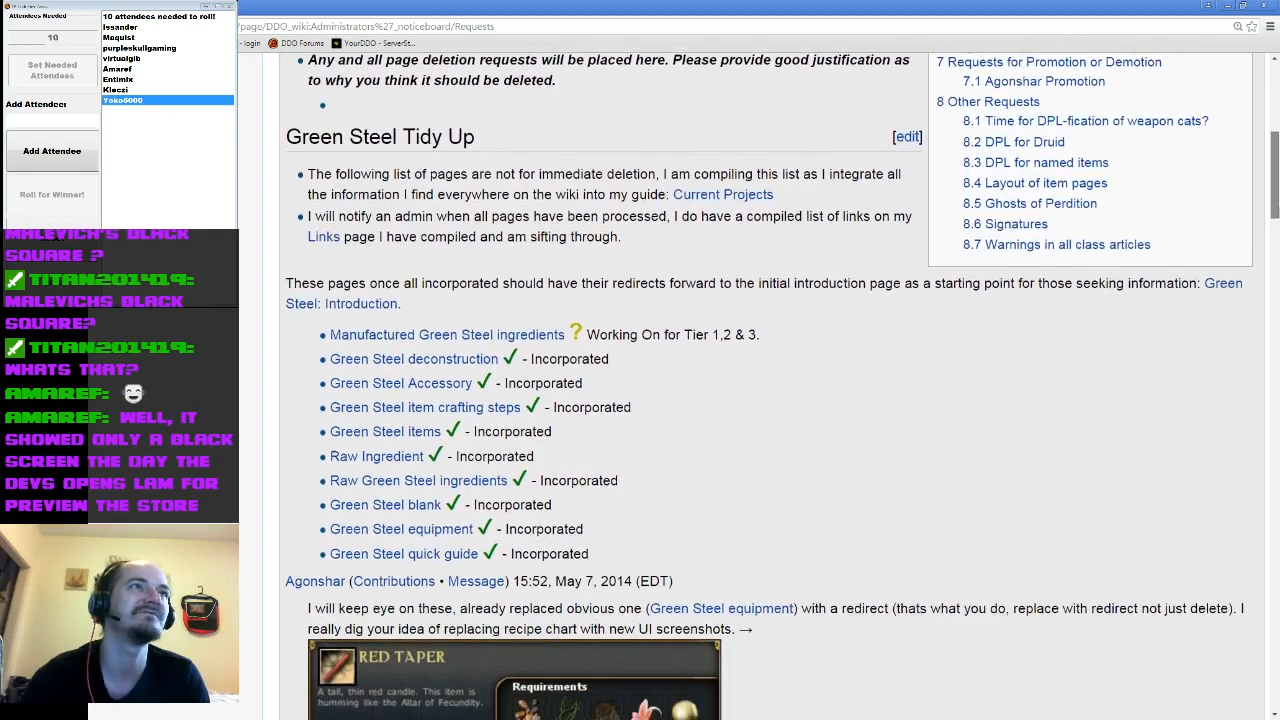 Attendees Needed
10
Set Needed
Attendees
Add Attendee:
Add Attendee
Roll for Winner!
10 attendees needed to roll!
Issander
Maquist
purpleskullgaming
virtualgib
Amaref
Entimix
Kleczi
Yoko5000
MALEVICH'S BLACK
SQUARE ?
TITAN201419:
MALEVICHS BLACK
SQUARE?
TITAN201419:
WHATS THAT?
AMAREF:
AMAREF: WELL, IT
SHOWED ONLY A BLACK
SCREEN THE DAY THE
DEVS OPENS LAM FOR
PREVIEW THE STORE
/page/DDO_wiki:Administrators%27_noticeboard/Requests
- login DDO Forums YourDDO - ServerSt...
Any and all page deletion requests will be placed here. Please provide good justification as
to why you think it should be deleted.
Green Steel Tidy Up [edit]
The following list of pages are not for immediate deletion, I am compiling this list as I integrate all
the information I find everywhere on the wiki into my guide: Current Projects
I will notify an admin when all pages have been processed, I do have a compiled list of links on my
Links page I have compiled and am sifting through.
7 Requests for Promotion or Demotion
7.1 Agonshar Promotion
8 Other Requests
8.1 Time for DPL-fication of weapon cats?
8.2 DPL for Druid
8.3 DPL for named items
8.4 Layout of item pages
8.5 Ghosts of Perdition
8.6 Signatures
8.7 Warnings in all class articles
These pages once all incorporated should have their redirects forward to the initial introduction page as a starting point for those seeking information: Green
Steel: Introduction.
Manufactured Green Steel ingredients ? Working On for Tier 1,2 & 3.
Green Steel deconstruction ✔ - Incorporated
Green Steel Accessory ✔ - Incorporated
Green Steel item crafting steps ✔ - Incorporated
Green Steel items ✔ - Incorporated
Raw Ingredient ✔ - Incorporated
Raw Green Steel ingredients ✔ - Incorporated
Green Steel blank ✔ - Incorporated
Green Steel equipment ✔ - Incorporated
Green Steel quick guide ✔ - Incorporated
Agonshar (Contributions • Message) 15:52, May 7, 2014 (EDT)
I will keep eye on these, already replaced obvious one (Green Steel equipment) with a redirect (thats what you do, replace with redirect not just delete). I
really dig your idea of replacing recipe chart with new UI screenshots. →
RED TAPER
A tall, thin red candle. This item is
humming like the Altar of Fecundity.
Requirements